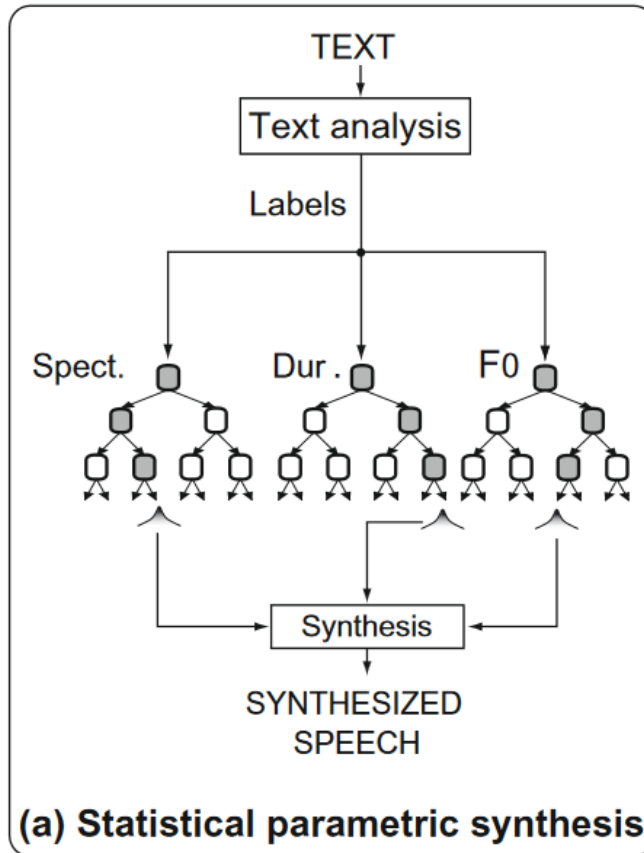 TEXT
Text analysis
Labels
Spect.
Dur .
F0
Synthesis
SYNTHESIZED
SPEECH
(a) Statistical parametric synthesis